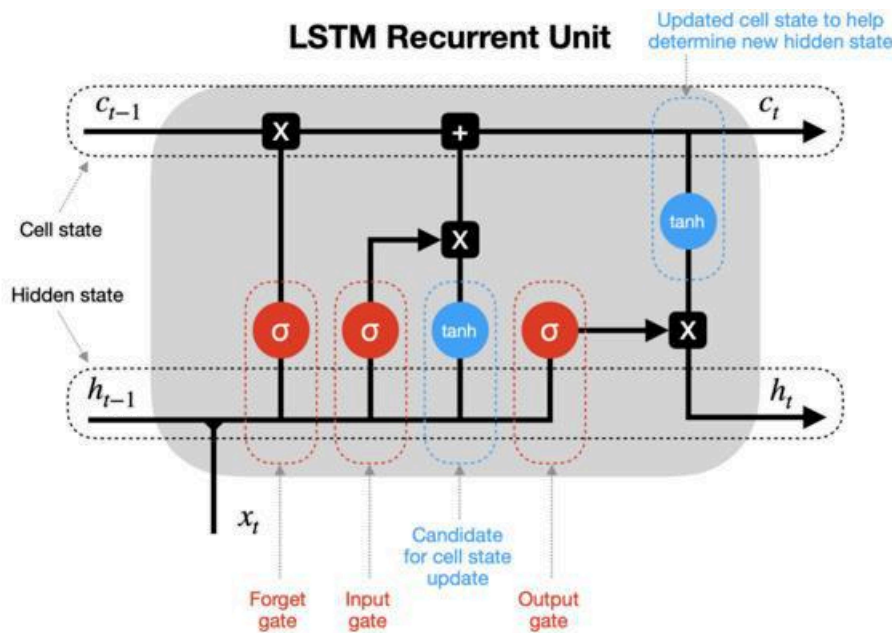 LSTM Recurrent Unit
Updated cell state to help
determine new hidden state
c_{t-1}
X
+
c_t
Cell state
X
tanh
Hidden state
σ
σ
tanh
σ
X
h_{t-1}
h_t
x_t
Candidate
for cell state
update
Forget
gate
Input
gate
Output
gate